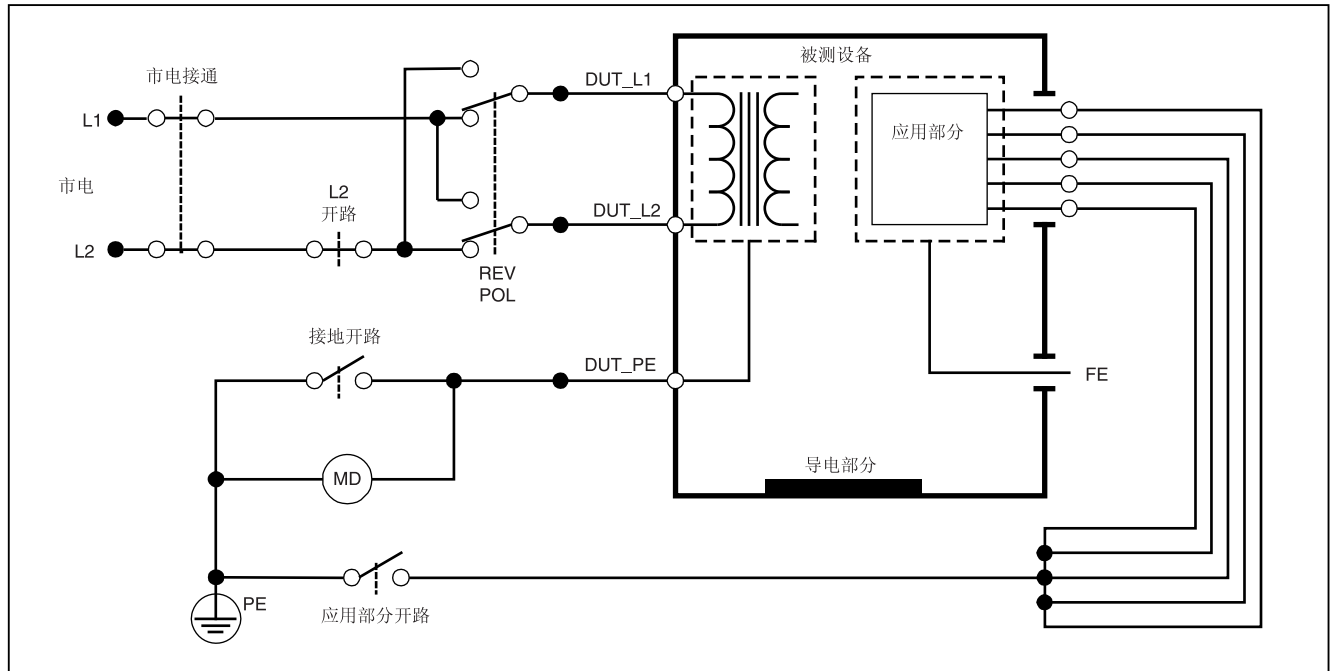 被测设备
市电接通
DUT_L1
L1
应用部分
市电
L2
开路
DUT_L2
L2
REV
POL
接地开路
DUT_PE
FE
MD
导电部分
PE
应用部分开路